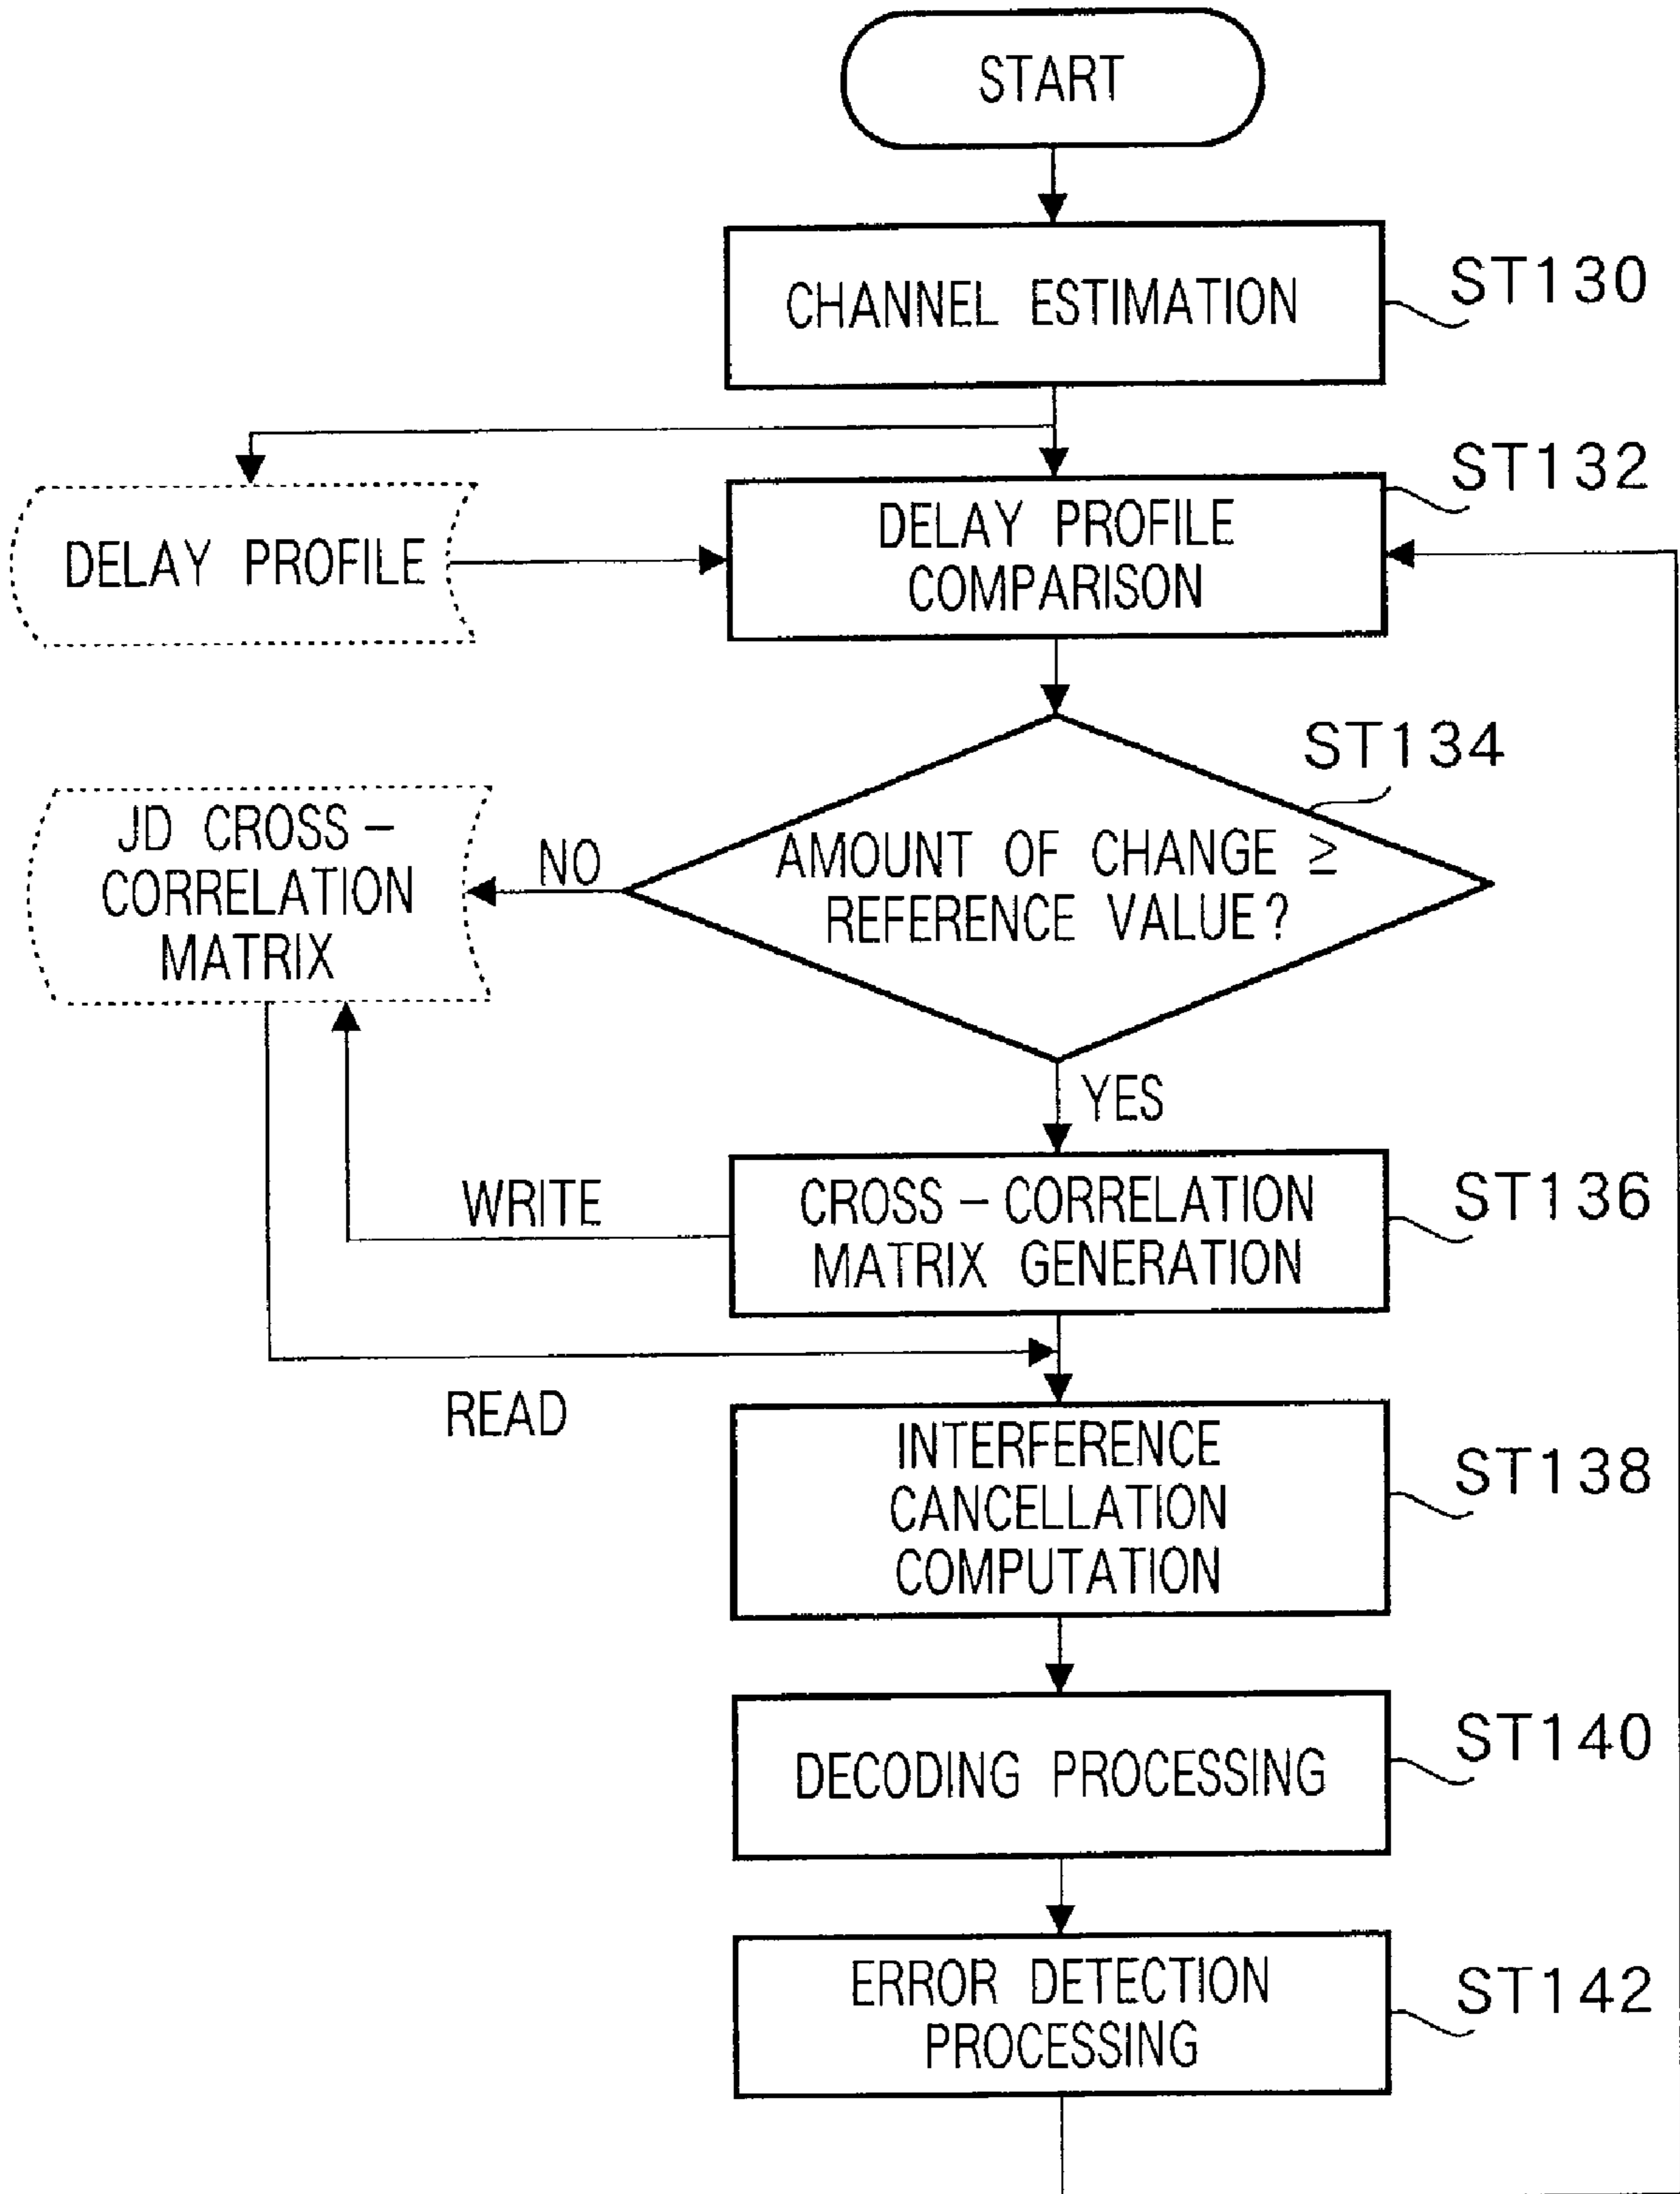 START
CHANNEL ESTIMATION
ST130
DELAY PROFILE
DELAY PROFILE
COMPARISON
ST132
AMOUNT OF CHANGE ≥
REFERENCE VALUE?
ST134
NO
JD CROSS-
CORRELATION
MATRIX
YES
WRITE
CROSS-CORRELATION
MATRIX GENERATION
ST136
READ
INTERFERENCE
CANCELLATION
COMPUTATION
ST138
DECODING PROCESSING
ST140
ERROR DETECTION
PROCESSING
ST142